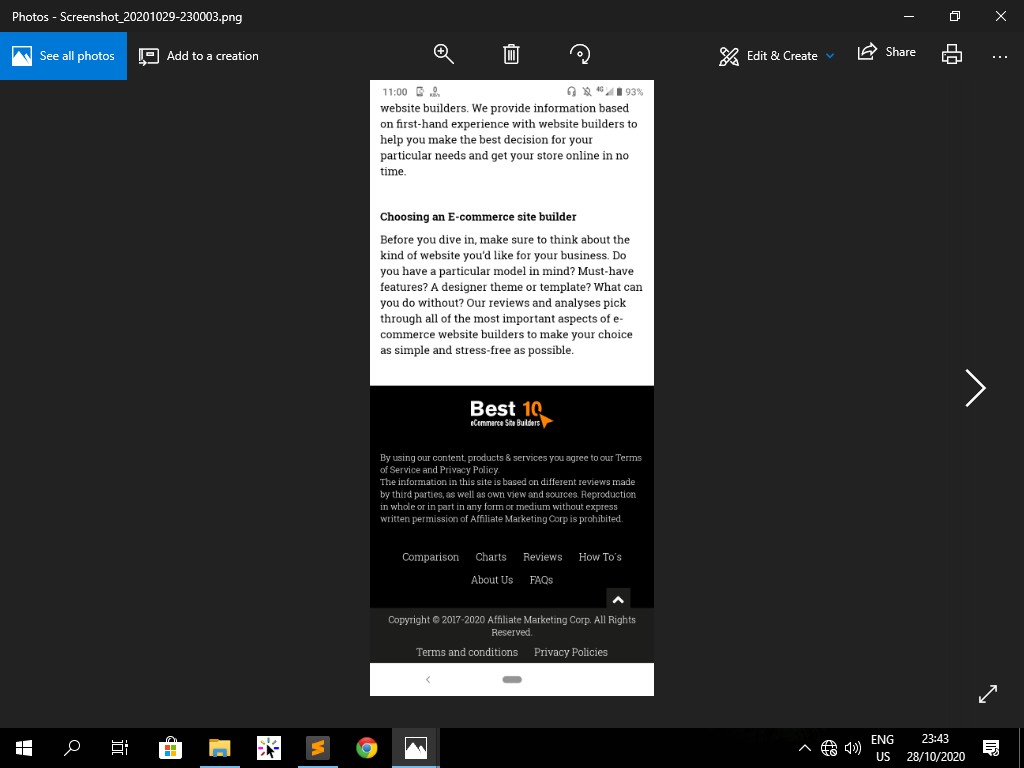 Photos - Screenshot_20201029-230003.png
See all photos
Add to a creation
Edit & Create
Share
11:00
4G
93%
website builders. We provide information based
on first-hand experience with website builders to
help you make the best decision for your
particular needs and get your store online in no
time.
Choosing an E-commerce site builder
Before you dive in, make sure to think about the
kind of website you'd like for your business. Do
you have a particular model in mind? Must-have
features? A designer theme or template? What can
you do without? Our reviews and analyses pick
through all of the most important aspects of e-
commerce website builders to make your choice
as simple and stress-free as possible.
Best 10
eCommerce Site Builders
By using our content, products & services you agree to our Terms
of Service and Privacy Policy.
The information in this site is based on different reviews made
by third parties, as well as own view and sources. Reproduction
in whole or in part in any form or medium without express
written permission of Affiliate Marketing Corp is prohibited.
Comparison Charts Reviews How To`s
About Us FAQs
Copyright © 2017-2020 Affiliate Marketing Corp. All Rights
Reserved.
Terms and conditions Privacy Policies
ENG
US
23:43
28/10/2020